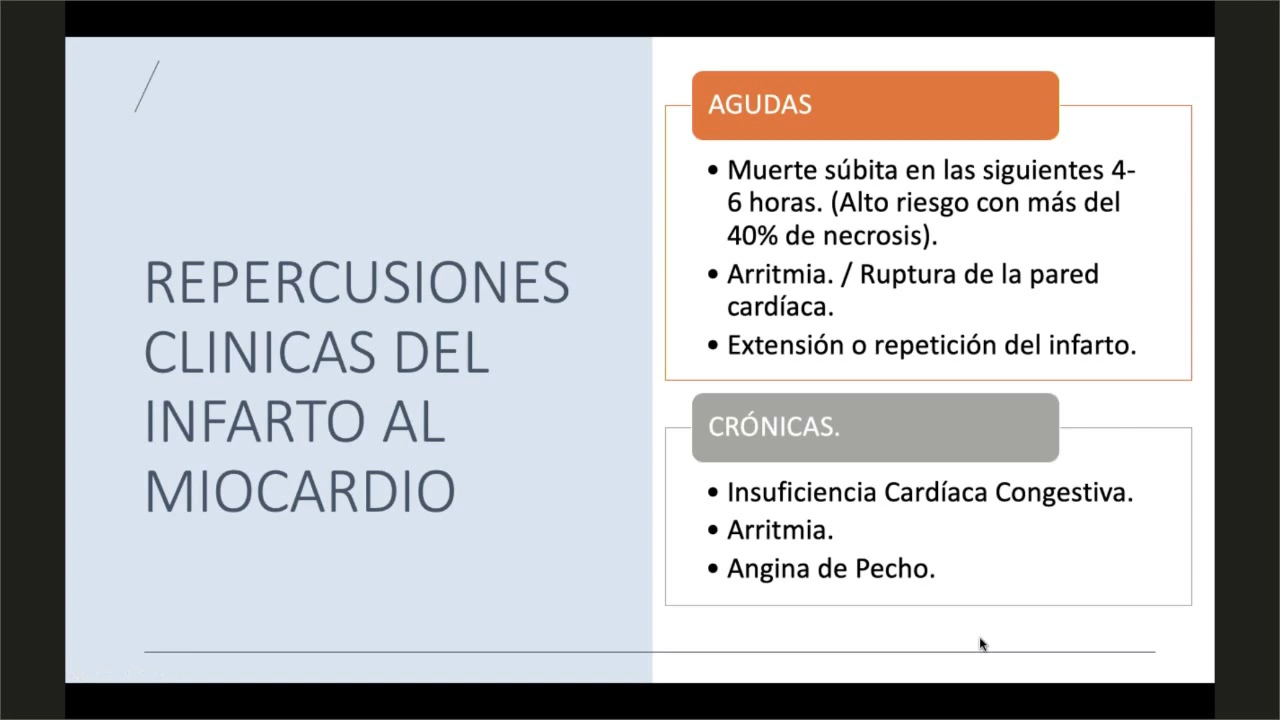 REPERCUSIONES
CLINICAS DEL
INFARTO AL
MIOCARDIO
AGUDAS
• Muerte súbita en las siguientes 4-
6 horas. (Alto riesgo con más del
40% de necrosis).
• Arritmia. / Ruptura de la pared
cardíaca.
• Extensión o repetición del infarto.
CRÓNICAS.
• Insuficiencia Cardíaca Congestiva.
• Arritmia.
• Angina de Pecho.